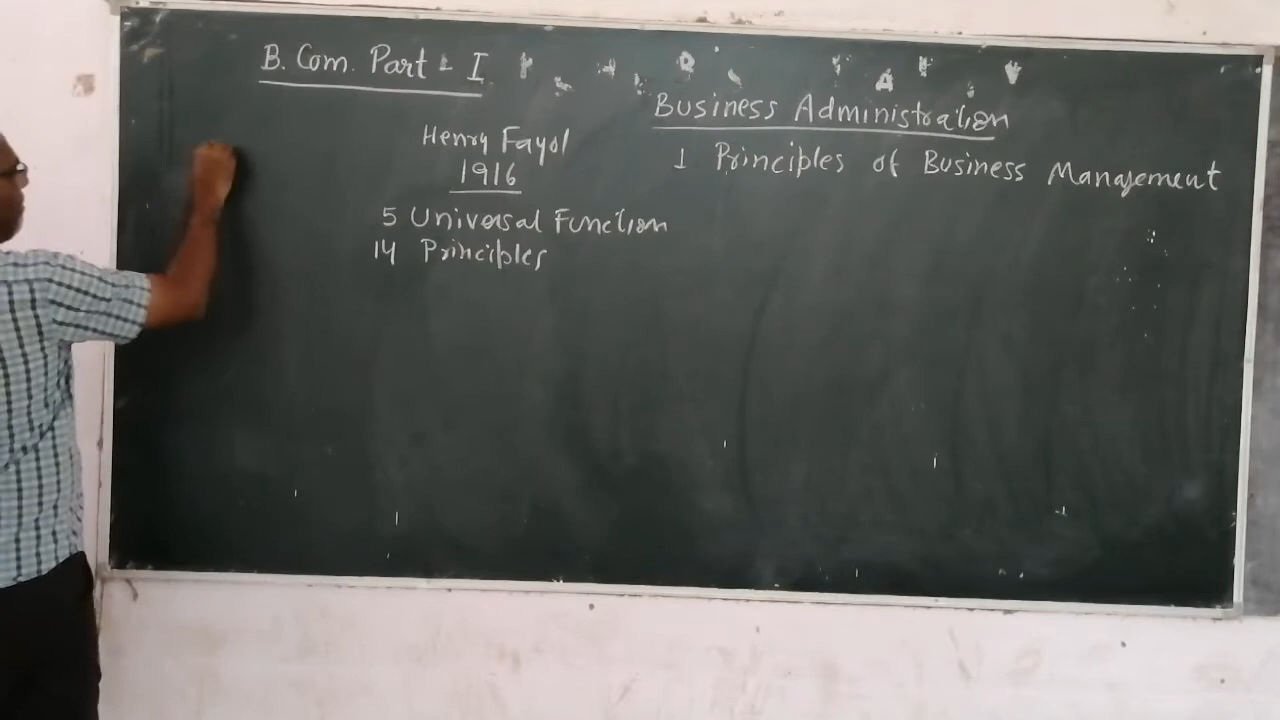 B. Com. Part - I
Business Administration
Henry Fayol
1916
1 Principles of Business Management
5 Universal Function
14 Principles